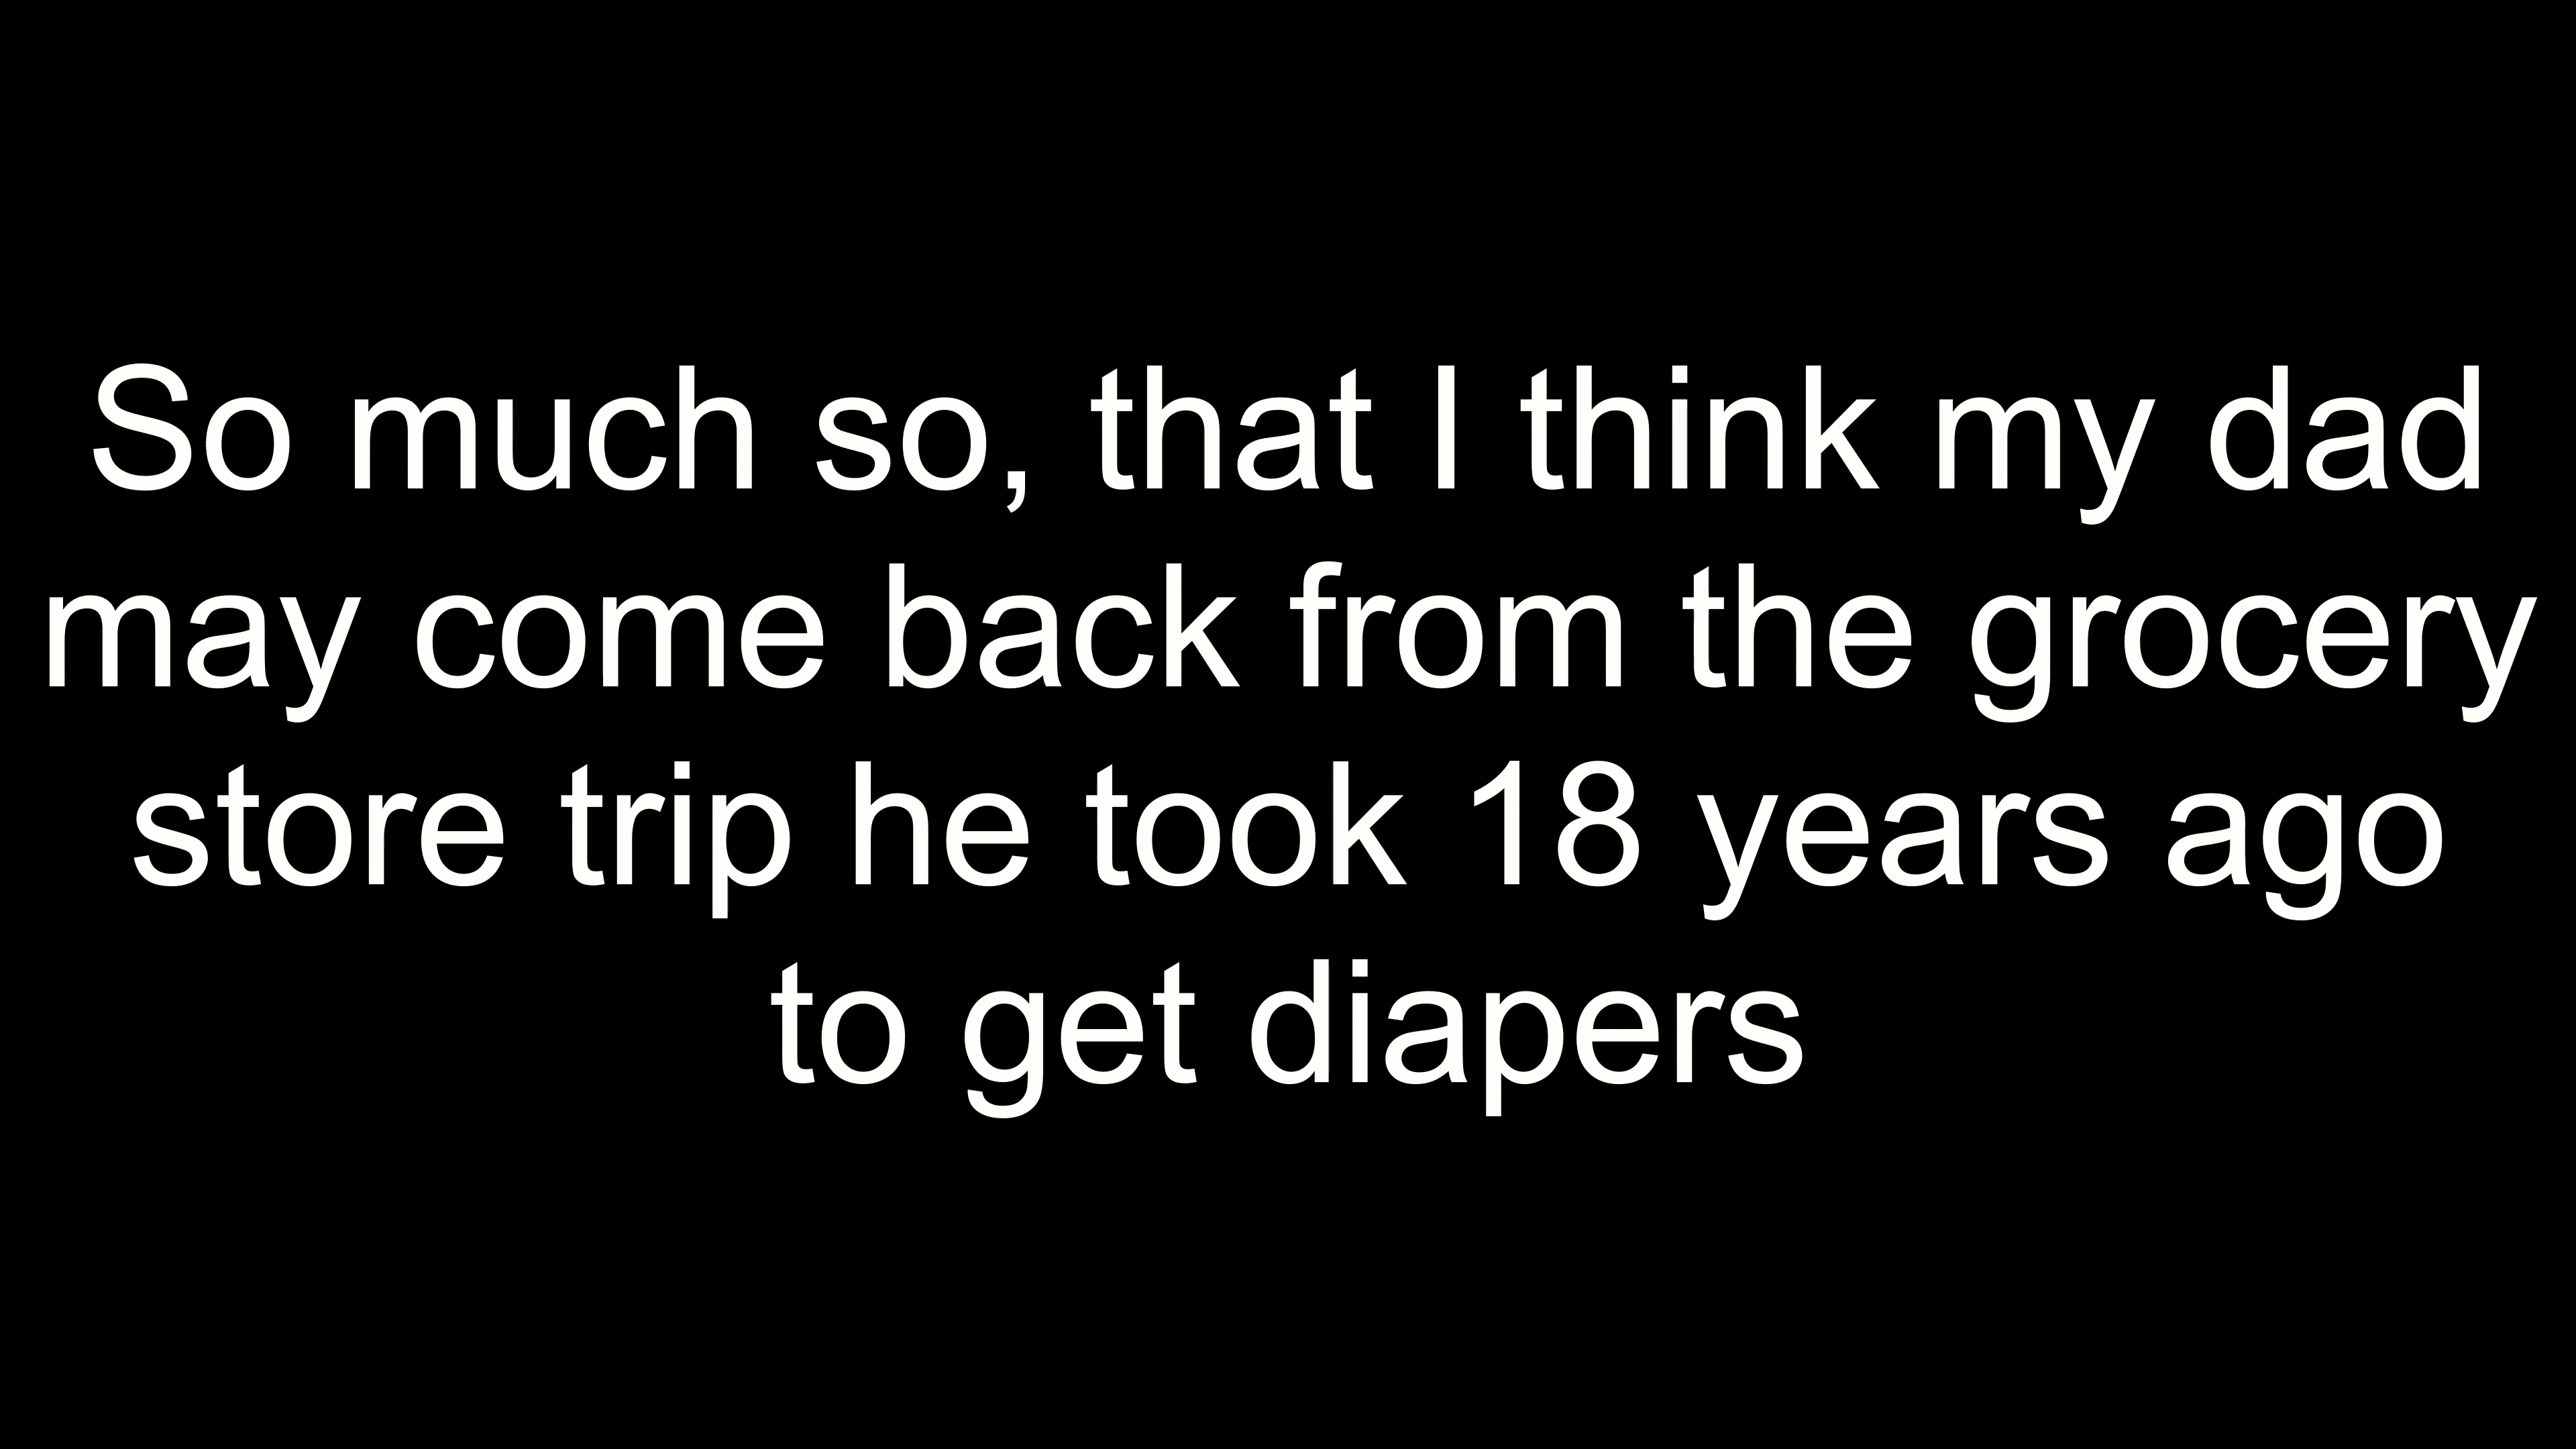 So much so, that I think my dad
may come back from the grocery
store trip he took 18 years ago
to get diapers